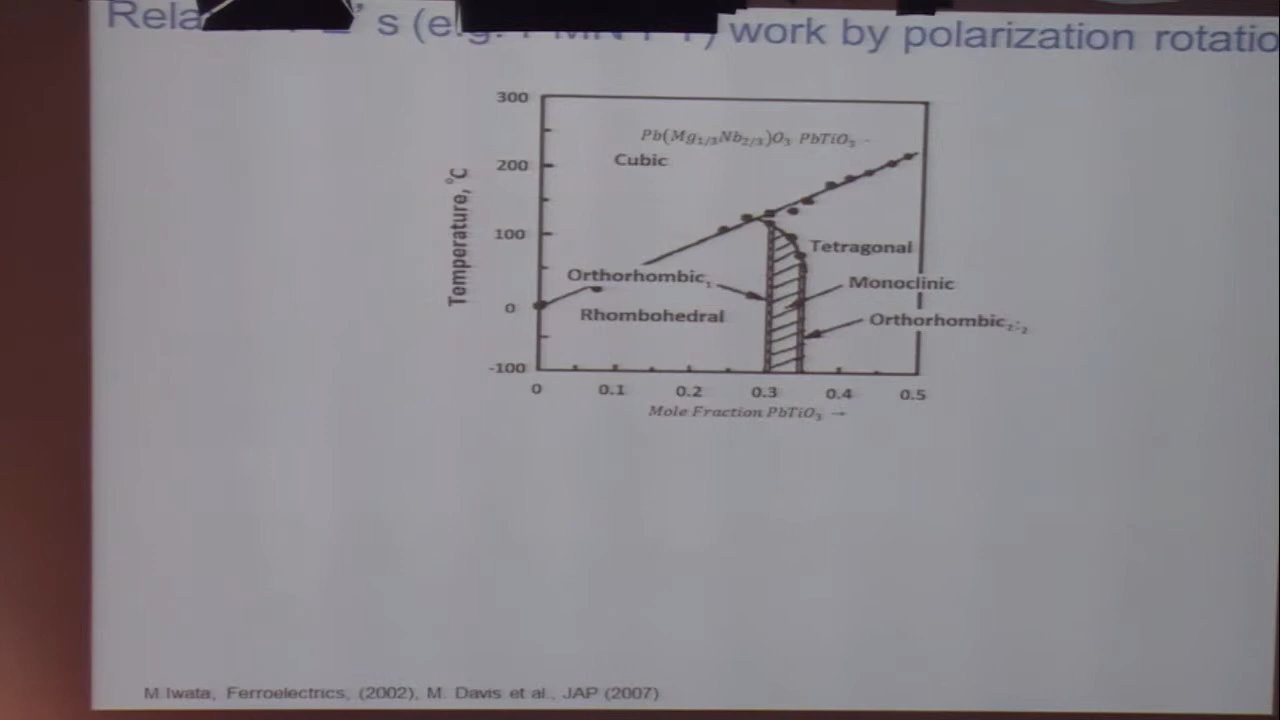 ’s (e.g. work by polarization
300
Pb(Mg1/3Nb2/3)O3 PbTiO3
Cubic
200
Temperature, °C
100
Tetragonal
Orthorhombic1
Monoclinic
0
Rhombohedral
Orthorhombic2
-100
0 0.1 0.2 0.3 0.4 0.5
Mole Fraction PbTiO3 →
M Iwata, Ferroelectrics, (2002), M. Davis et al., JAP (2007)